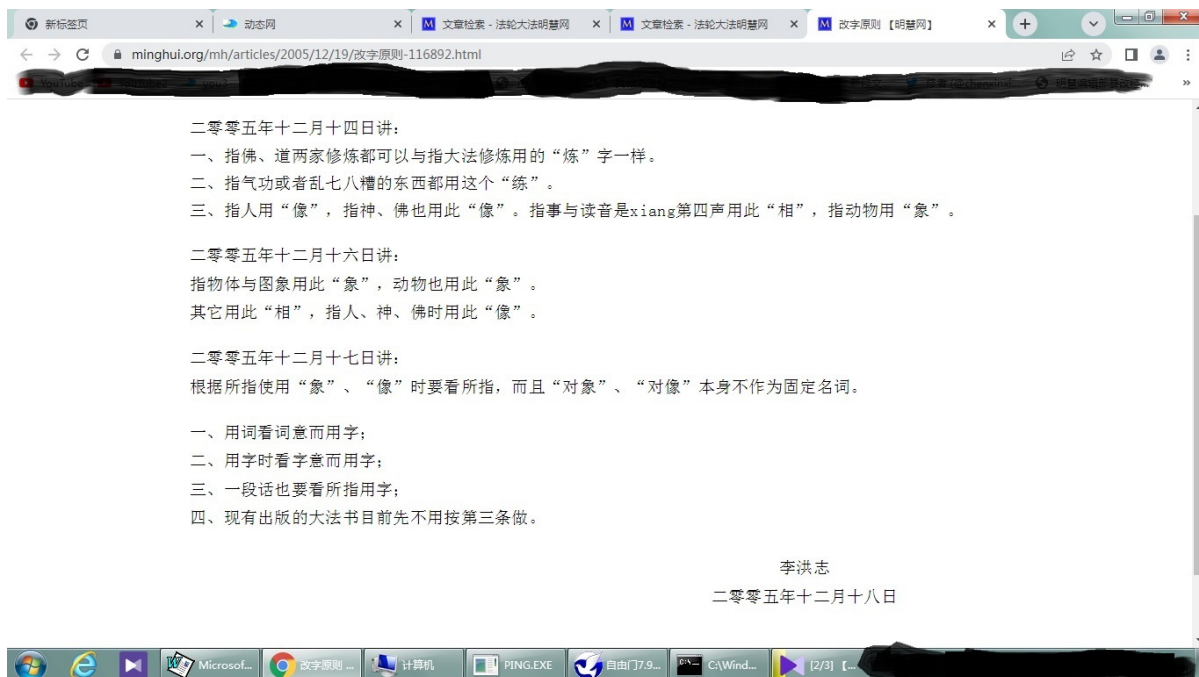 新标签页
动态网
文章检索 - 法轮大法明慧网
文章检索 - 法轮大法明慧网
改字原则 【明慧网】
minghui.org/mh/articles/2005/12/19/改字原则-116892.html
YouTube
二零零五年十二月十四日讲：
一、指佛、道两家修炼都可以与指大法修炼用的“炼”字一样。
二、指气功或者乱七八糟的东西都用这个“练”。
三、指人用“像”，指神、佛也用此“像”。指事与读音是xiang第四声用此“相”，指动物用“象”。
二零零五年十二月十六日讲：
指物体与图象用此“象”，动物也用此“象”。
其它用此“相”，指人、神、佛时用此“像”。
二零零五年十二月十七日讲：
根据所指使用“象”、“像”时要看所指，而且“对象”、“对像”本身不作为固定名词。
一、用词看词意而用字；
二、用字时看字意而用字；
三、一段话也要看所指用字；
四、现有出版的大法书目前先不用按第三条做。
李洪志
二零零五年十二月十八日
Microsof...
改字原则 ...
计算机
PING.EXE
自由门7.9...
C:\Wind...
[2/3] 【...